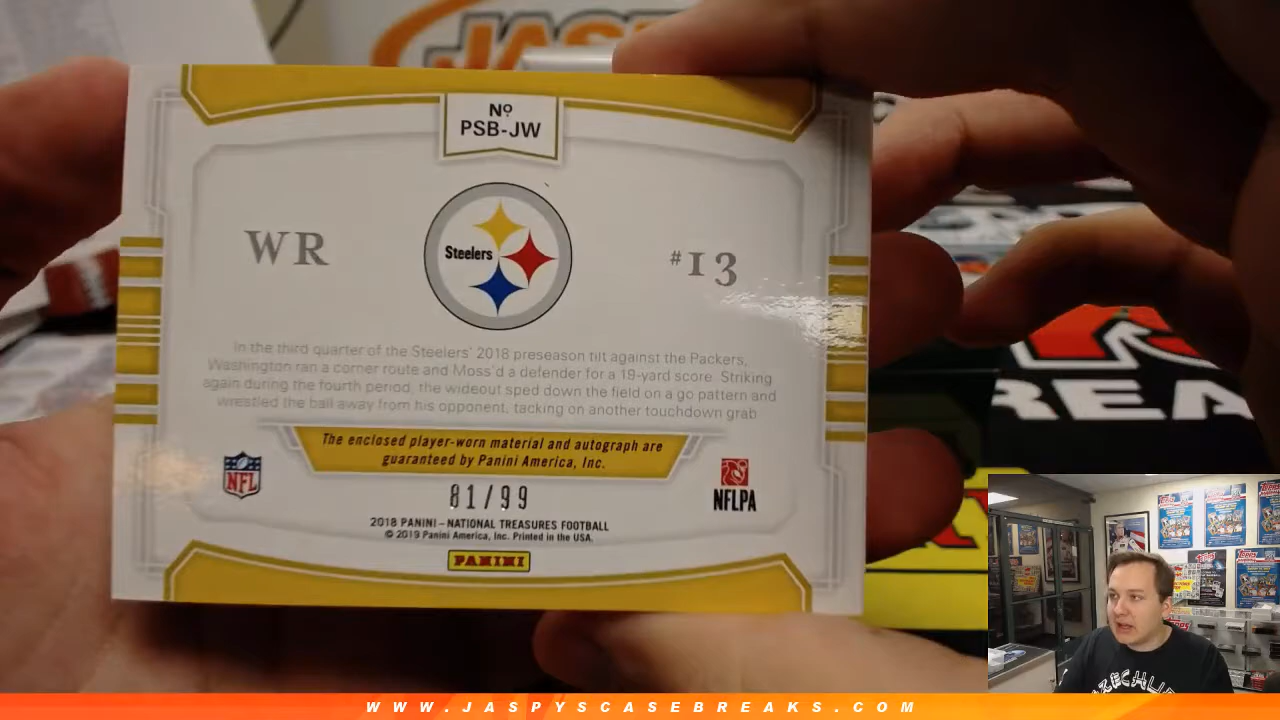 JASP
Nº
PSB-JW
WR
Steelers
#13
In the third quarter of the Steelers' 2018 preseason tilt against the Packers,
Washington ran a corner route and Moss'd a defender for a 19-yard score. Striking
again during the fourth period, the wideout sped down the field on a go pattern and
wrestled the ball away from his opponent, tacking on another touchdown grab
The enclosed player-worn material and autograph are
guaranteed by Panini America, Inc.
NFL
81/99
NFLPA
2018 PANINI – NATIONAL TREASURES FOOTBALL
© 2019 Panini America, Inc. Printed in the USA.
PANINI
REA
WWW.JASPYSCASEBREAKS.COM